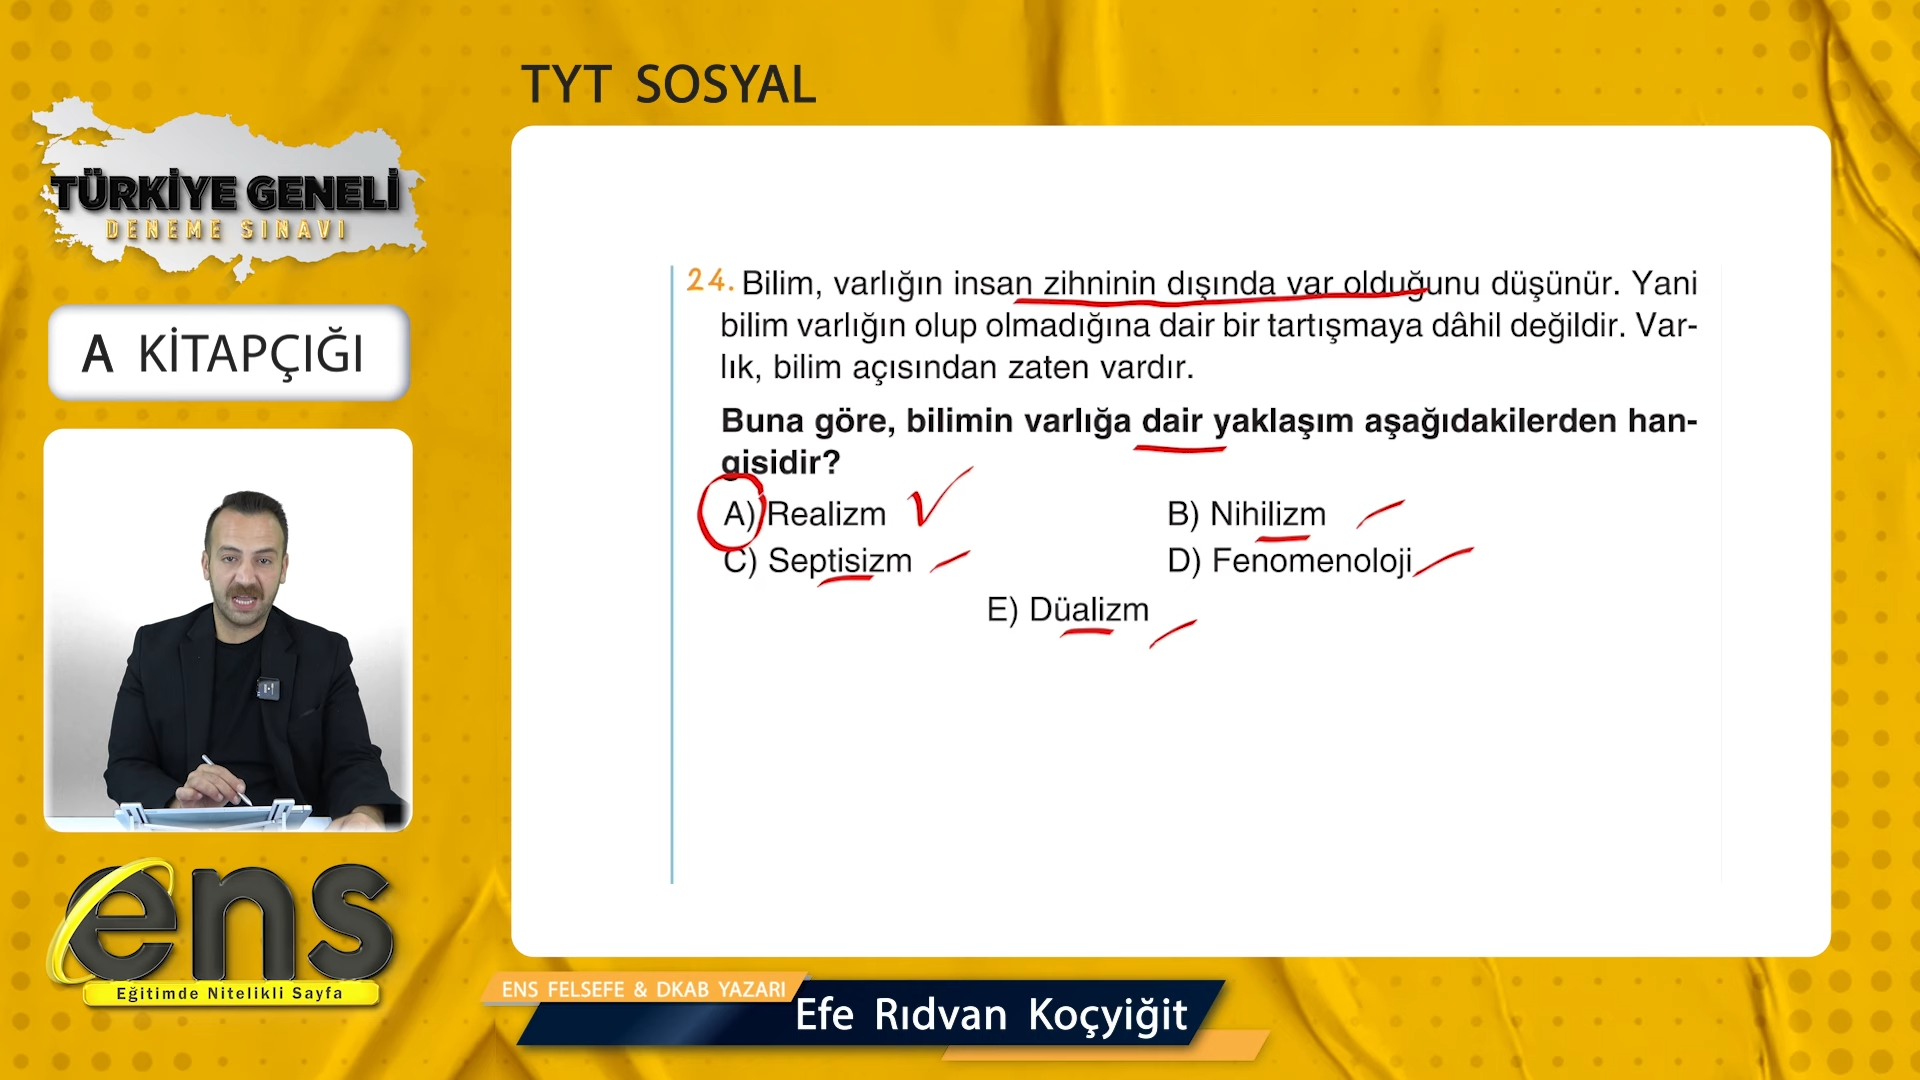 TYT SOSYAL
TÜRKİYE GENELİ
DENEME SINAVI
A KİTAPÇIĞI
24. Bilim, varlığın insan zihninin dışında var olduğunu düşünür. Yani
bilim varlığın olup olmadığına dair bir tartışmaya dâhil değildir. Var-
lık, bilim açısından zaten vardır.
Buna göre, bilimin varlığa dair yaklaşım aşağıdakilerden han-
gisidir?
A) Realizm
B) Nihilizm
C) Septisizm
D) Fenomenoloji
E) Düalizm
ens
Eğitimde Nitelikli Sayfa
ENS FELSEFE & DKAB YAZARI
Efe Rıdvan Koçyiğit